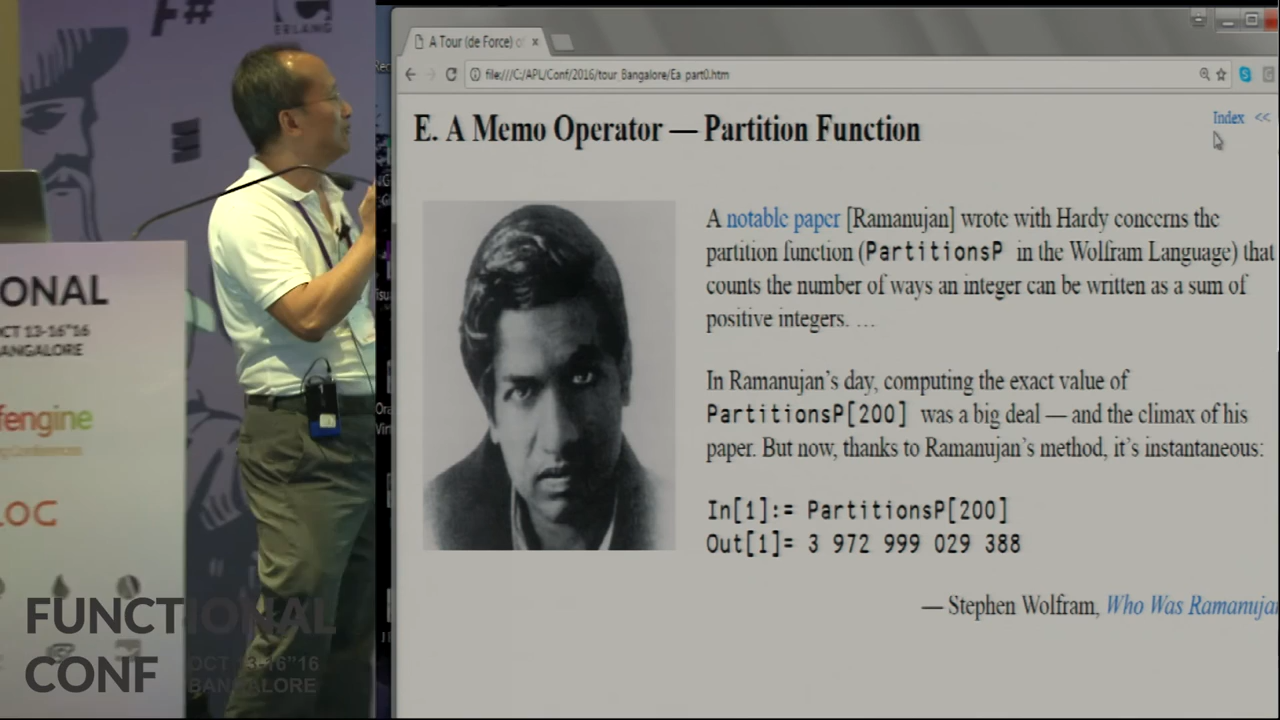 F#
ERLANG
A Tour (de Force) o
file:///C:/APL/Conf/2016/tour_Bangalore/Ea_part0.htm
E. A Memo Operator — Partition Function
Index <<
A notable paper [Ramanujan] wrote with Hardy concerns the
partition function (PartitionsP in the Wolfram Language) that
counts the number of ways an integer can be written as a sum of
positive integers. …
In Ramanujan's day, computing the exact value of
PartitionsP[200] was a big deal — and the climax of his
paper. But now, thanks to Ramanujan's method, it's instantaneous:
In[1]:= PartitionsP[200]
Out[1]= 3 972 999 029 388
— Stephen Wolfram, Who Was Ramanujan
ONAL
OCT 13-16"16
BANGALORE
fengine
LOC
FUNCTIONAL
CONF
OCT 13-16"16
BANGALORE